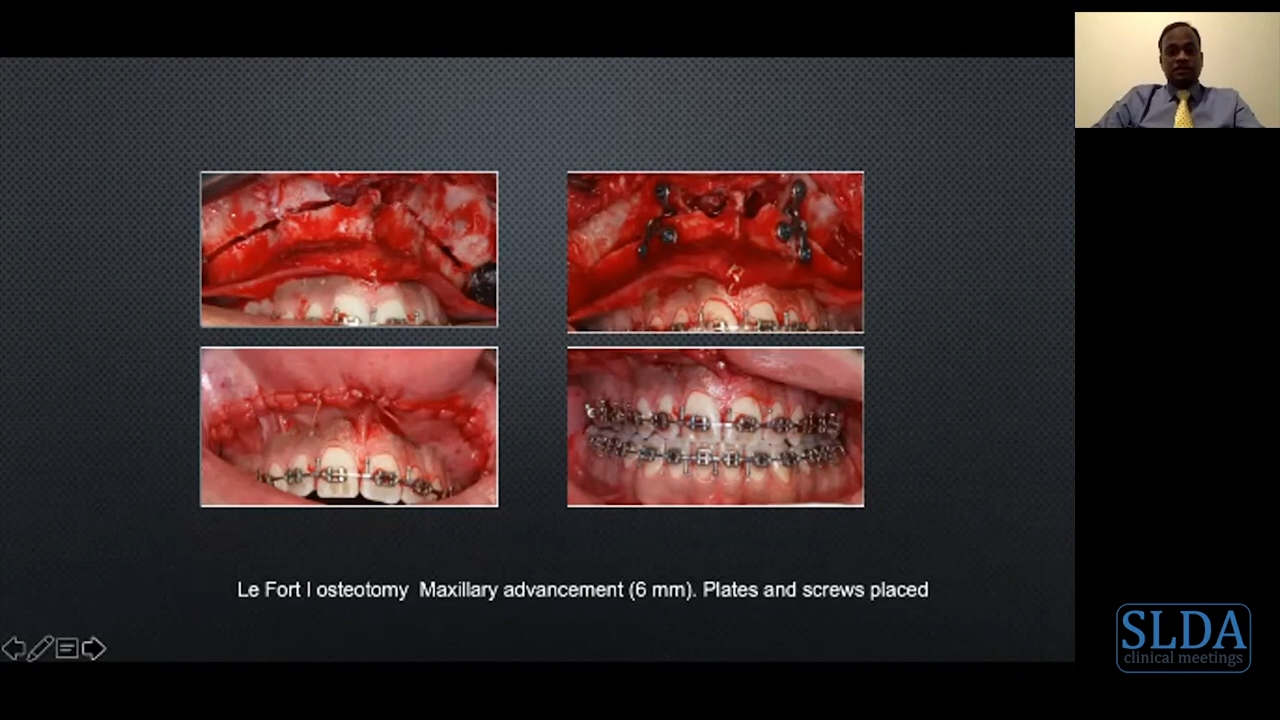 Le Fort I osteotomy  Maxillary advancement (6 mm). Plates and screws placed
SLDA
clinical meetings